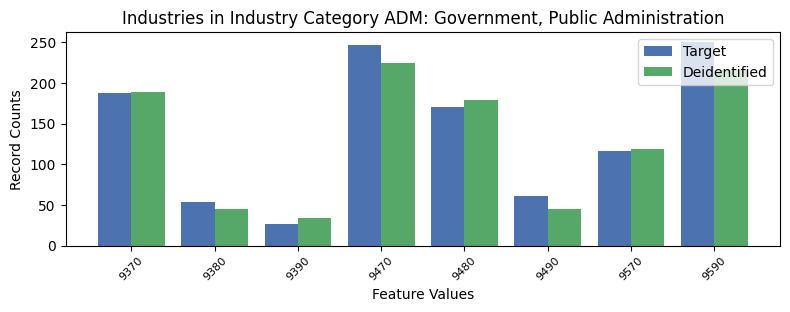 Industries in Industry Category ADM: Government, Public Administration
Target
Deidentified
Record Counts
250
200
150
100
50
0
9370 9380 9390 9470 9480 9490 9570 9590
Feature Values